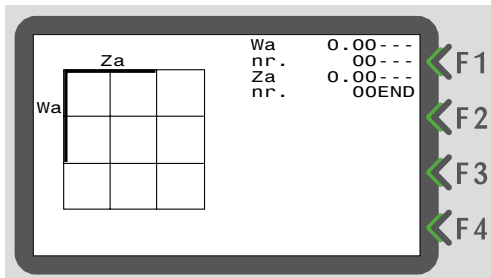 Wa 0.00---
nr. 00---
Za 0.00---
nr. 00END
Za
Wa
F1
F2
F3
F4